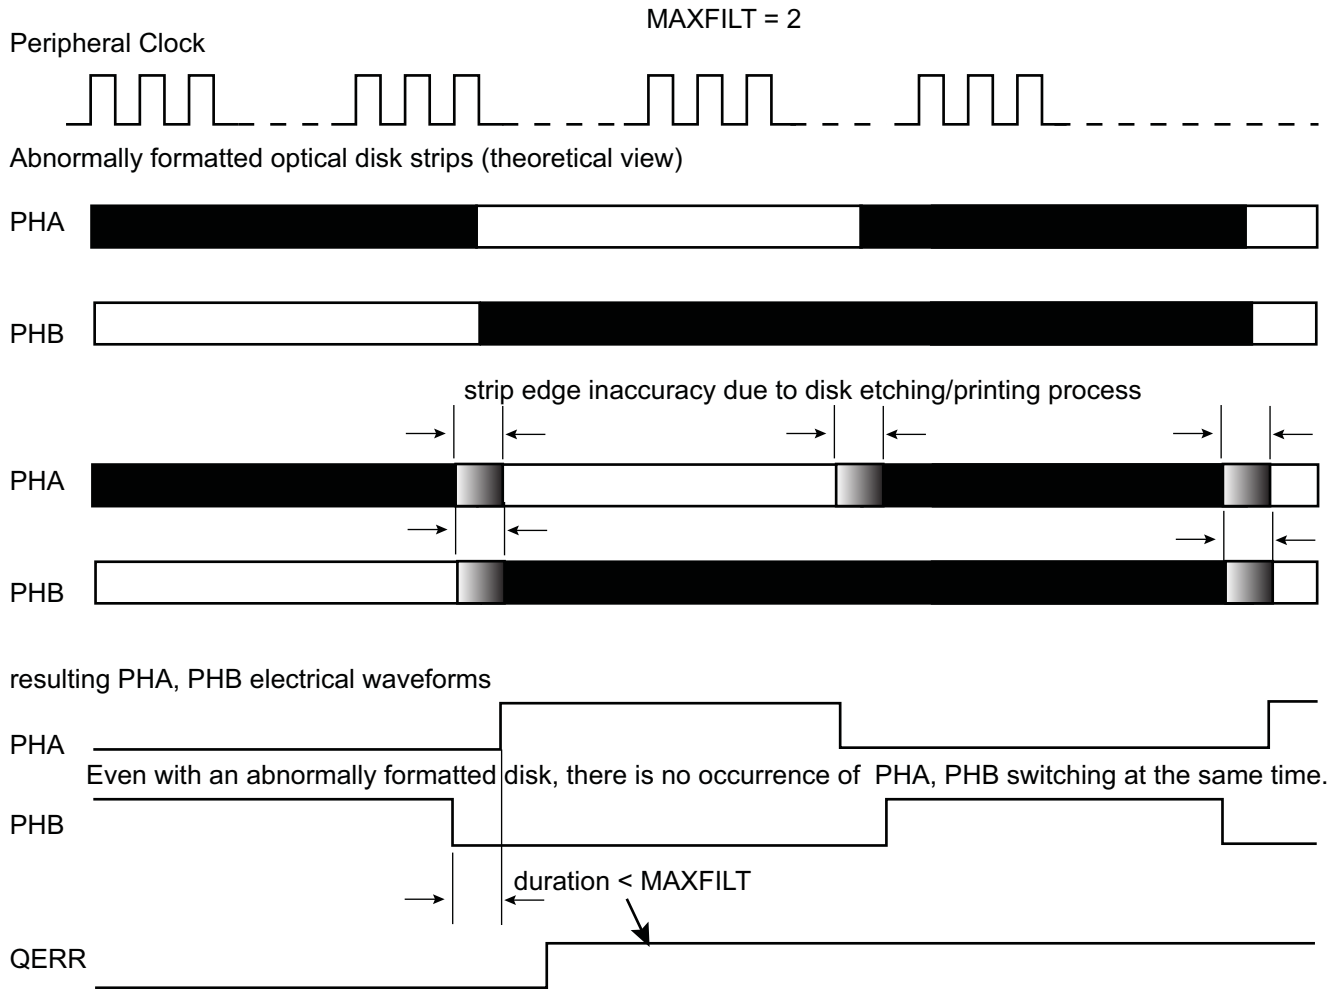 MAXFILT = 2
Peripheral Clock
Abnormally formatted optical disk strips (theoretical view)
PHA
PHB
strip edge inaccuracy due to disk etching/printing process
PHA
PHB
resulting PHA, PHB electrical waveforms
PHA
Even with an abnormally formatted disk, there is no occurrence of PHA, PHB switching at the same time.
PHB
duration < MAXFILT
QERR